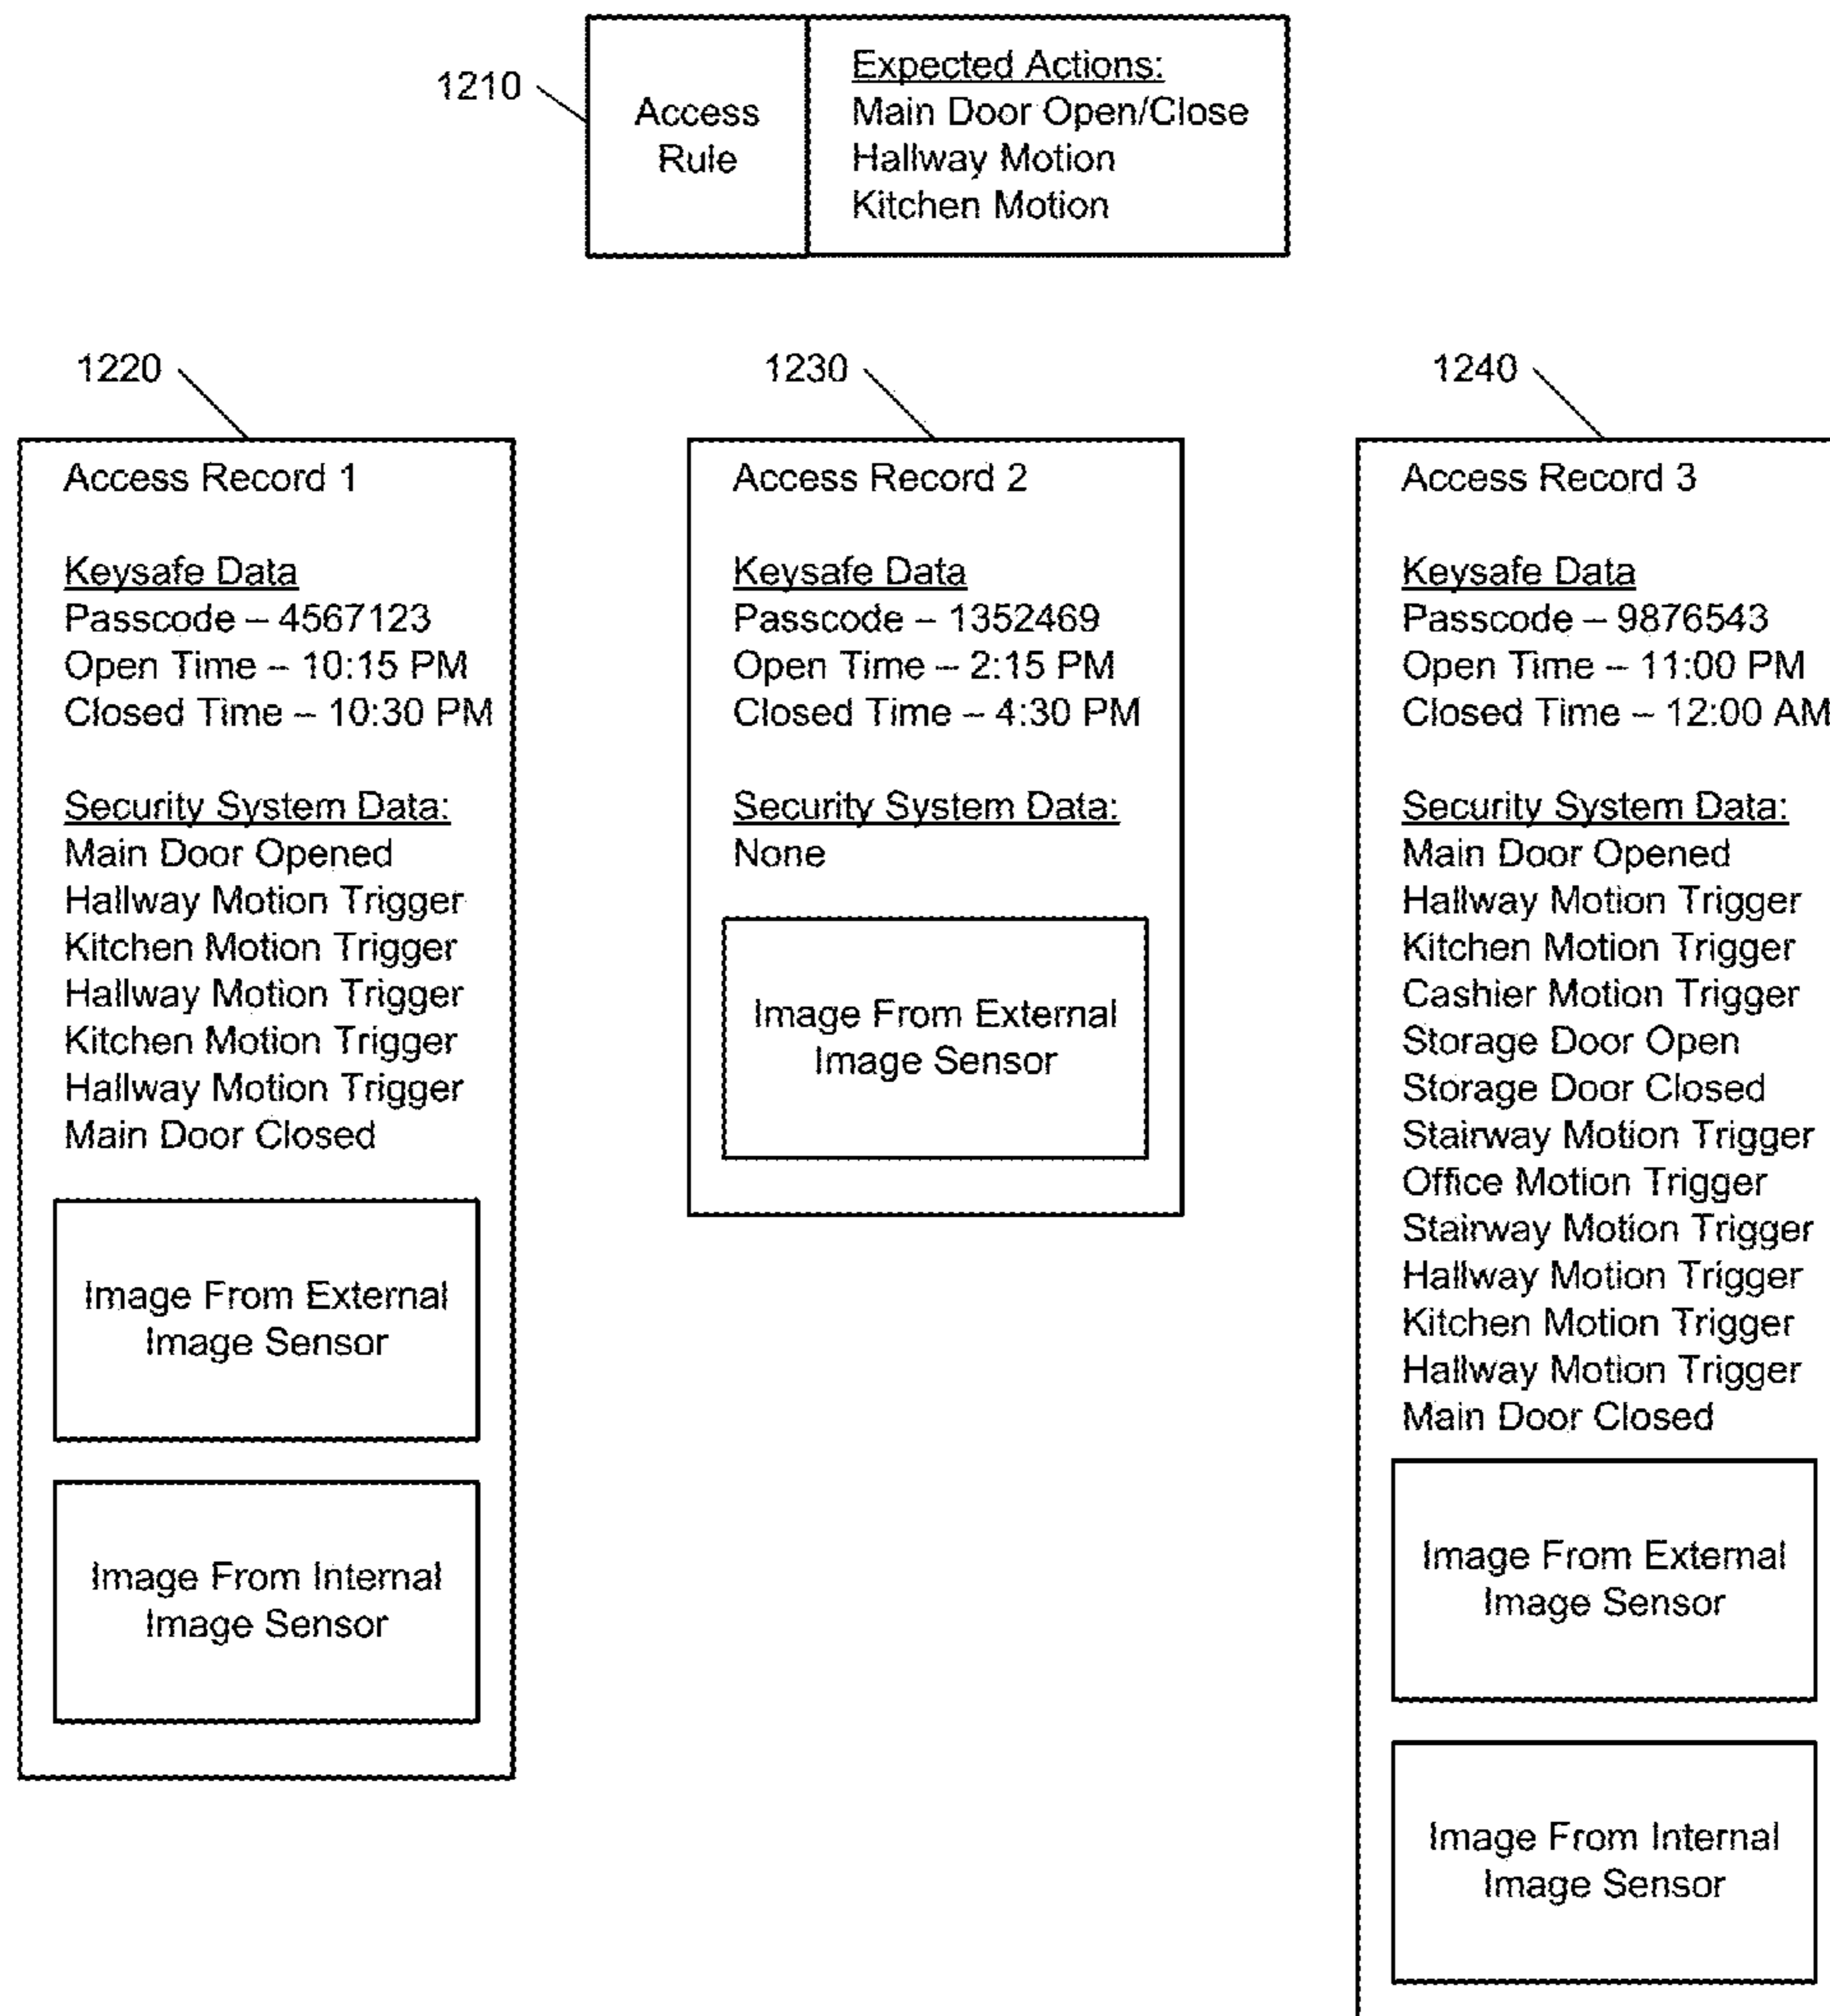 1210
Access
Rule
Expected Actions:
Main Door Open/Close
Hallway Motion
Kitchen Motion
1220
Access Record 1
Keysafe Data
Passcode – 4567123
Open Time – 10:15 PM
Closed Time – 10:30 PM
Security System Data:
Main Door Opened
Hallway Motion Trigger
Kitchen Motion Trigger
Hallway Motion Trigger
Kitchen Motion Trigger
Hallway Motion Trigger
Main Door Closed
Image From External
Image Sensor
Image From Internal
Image Sensor
1230
Access Record 2
Keysafe Data
Passcode – 1352469
Open Time – 2:15 PM
Closed Time – 4:30 PM
Security System Data:
None
Image From External
Image Sensor
1240
Access Record 3
Keysafe Data
Passcode – 9876543
Open Time – 11:00 PM
Closed Time – 12:00 AM
Security System Data:
Main Door Opened
Hallway Motion Trigger
Kitchen Motion Trigger
Cashier Motion Trigger
Storage Door Open
Storage Door Closed
Stairway Motion Trigger
Office Motion Trigger
Stairway Motion Trigger
Hallway Motion Trigger
Kitchen Motion Trigger
Hallway Motion Trigger
Main Door Closed
Image From External
Image Sensor
Image From Internal
Image Sensor